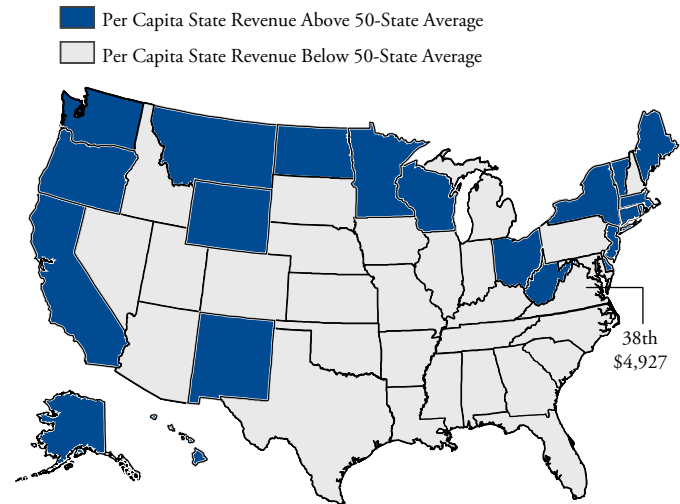 Per Capita State Revenue Above 50-State Average
Per Capita State Revenue Below 50-State Average
38th
$4,927